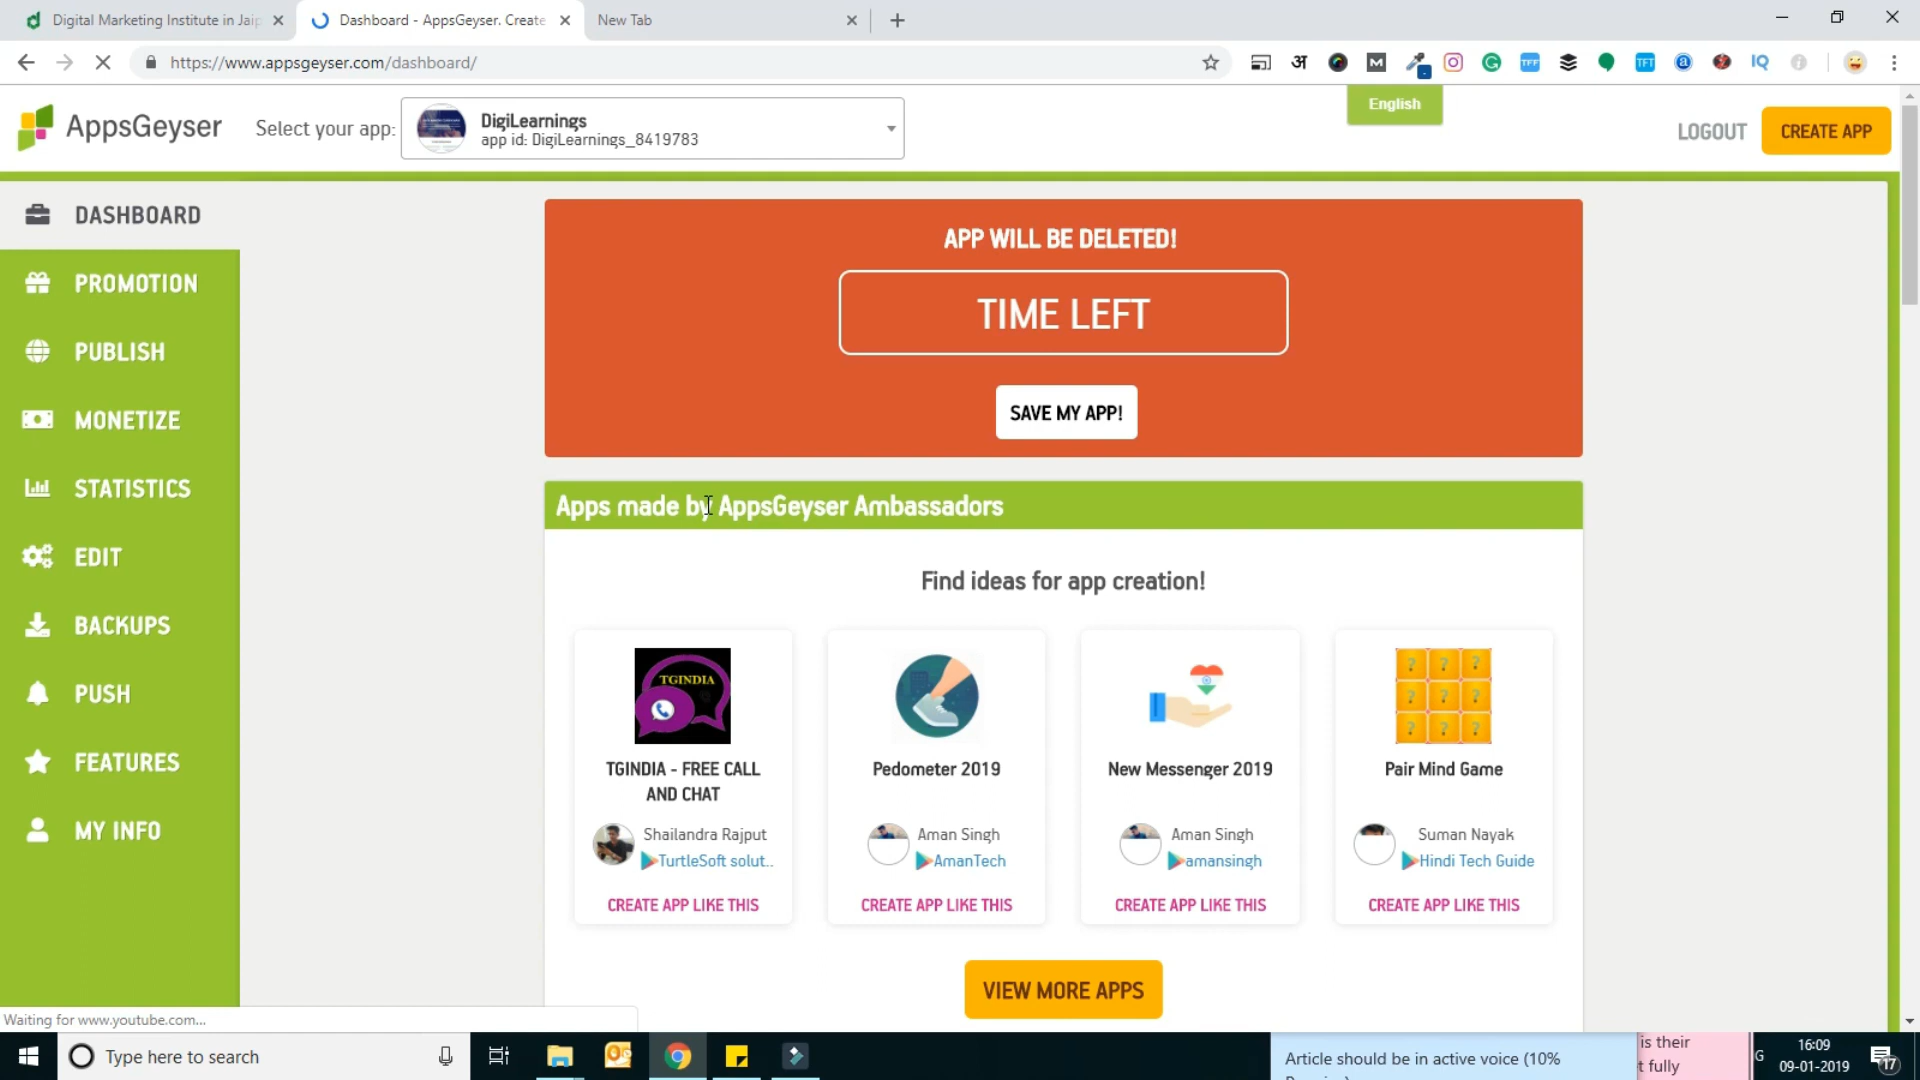 Digital Marketing Institute in Jaip
Dashboard - AppsGeyser. Create
New Tab
https://www.appsgeyser.com/dashboard/
अ
M
G
TFF
TFT
a
IQ
AppsGeyser
Select your app:
DigiLearnings
app id: DigiLearnings_8419783
English
LOGOUT
CREATE APP
DASHBOARD
PROMOTION
PUBLISH
MONETIZE
STATISTICS
EDIT
BACKUPS
PUSH
FEATURES
MY INFO
APP WILL BE DELETED!
TIME LEFT
SAVE MY APP!
Apps made by AppsGeyser Ambassadors
Find ideas for app creation!
TGINDIA
TGINDIA - FREE CALL
AND CHAT
Shailandra Rajput
TurtleSoft solut..
CREATE APP LIKE THIS
Pedometer 2019
Aman Singh
AmanTech
CREATE APP LIKE THIS
New Messenger 2019
Aman Singh
amansingh
CREATE APP LIKE THIS
? ? ?
? ? ?
? ? ?
Pair Mind Game
Suman Nayak
Hindi Tech Guide
CREATE APP LIKE THIS
VIEW MORE APPS
Waiting for www.youtube.com...
Type here to search
Article should be in active voice (10%
is their
t fully
G
16:09
09-01-2019
17